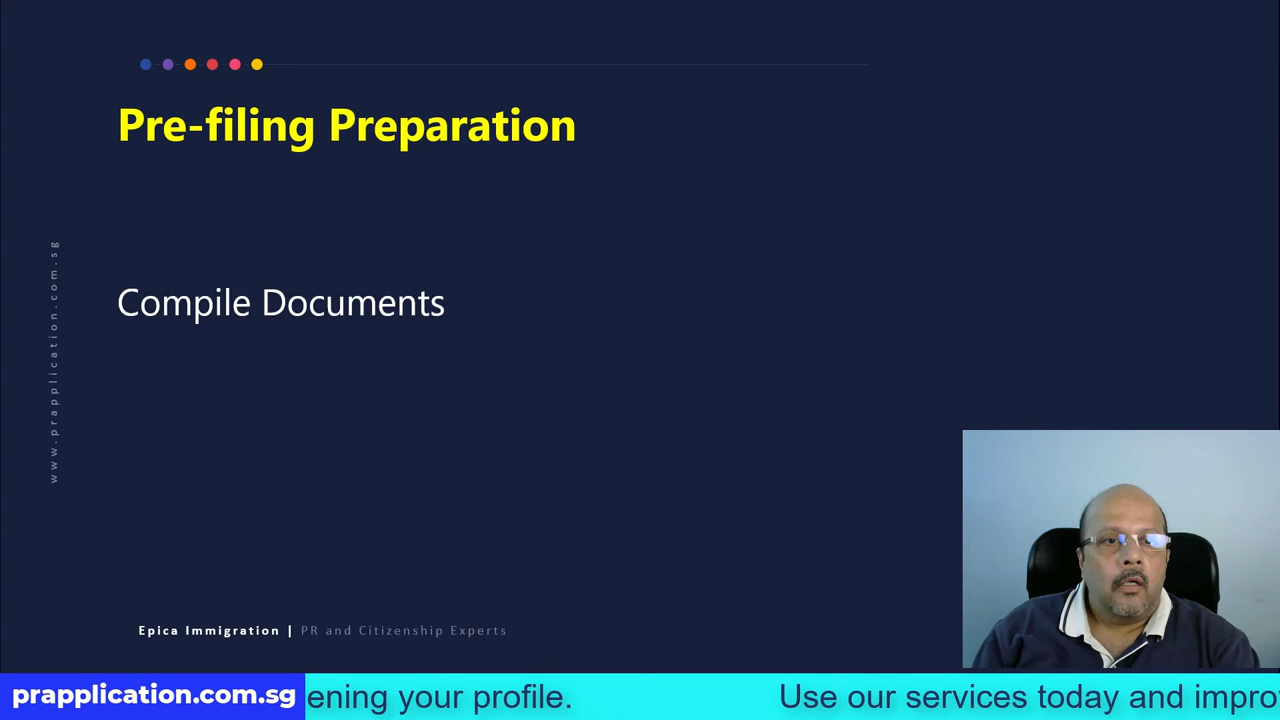 Pre-filing Preparation
Compile Documents
www.prapplication.com.sg
Epica Immigration | PR and Citizenship Experts
prapplication.com.sg
ening your profile. Use our services today and impro